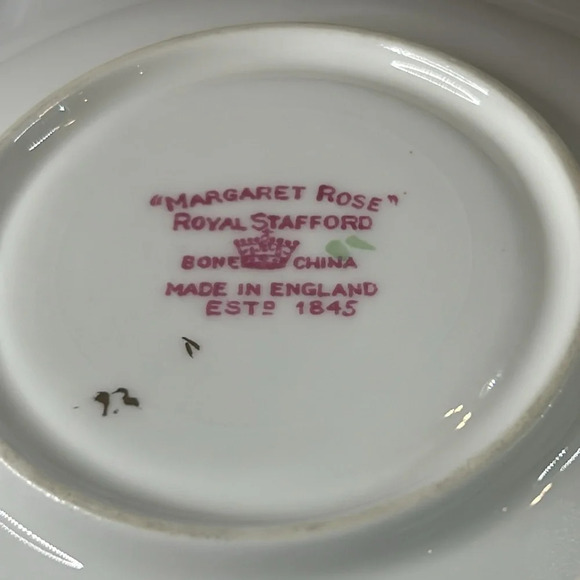 "MARGARET ROSE"
ROYAL STAFFORD
BONE CHINA
MADE IN ENGLAND
ESTD 1845